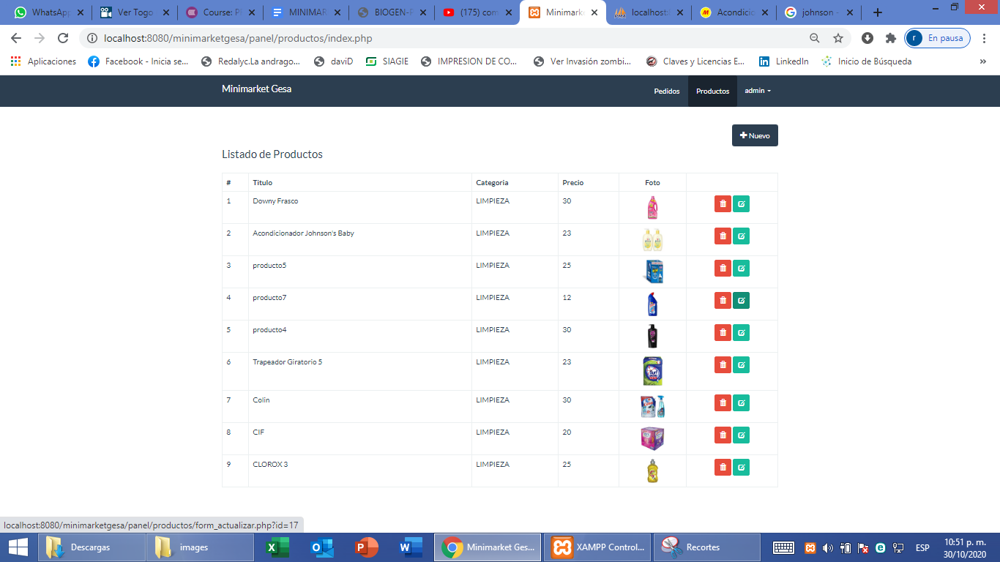 WhatsApp
Ver Togo
Course: Pl
MINIMAR
BIOGEN-F
(175) com
Minimarke
localhost:
Acondicio
johnson -
localhost:8080/minimarketgesa/panel/productos/index.php
r
En pausa
Aplicaciones
Facebook - Inicia se...
Redalyc.La andrago...
daviD
SIAGIE
IMPRESION DE CO...
Ver Invasión zombi...
Claves y Licencias E...
LinkedIn
Inicio de Búsqueda
»
Minimarket Gesa
Pedidos
Productos
admin
Nuevo
Listado de Productos
# Titulo Categoria Precio Foto
1 Downy Frasco LIMPIEZA 30
2 Acondicionador Johnson's Baby LIMPIEZA 23
3 producto5 LIMPIEZA 25
4 producto7 LIMPIEZA 12
5 producto4 LIMPIEZA 30
6 Trapeador Giratorio 5 LIMPIEZA 23
Surf
7 Colin LIMPIEZA 30
8 CIF LIMPIEZA 20
9 CLOROX 3 LIMPIEZA 25
localhost:8080/minimarketgesa/panel/productos/form_actualizar.php?id=17
Descargas
images
Minimarket Ges...
XAMPP Control...
Recortes
ESP
10:51 p. m.
30/10/2020